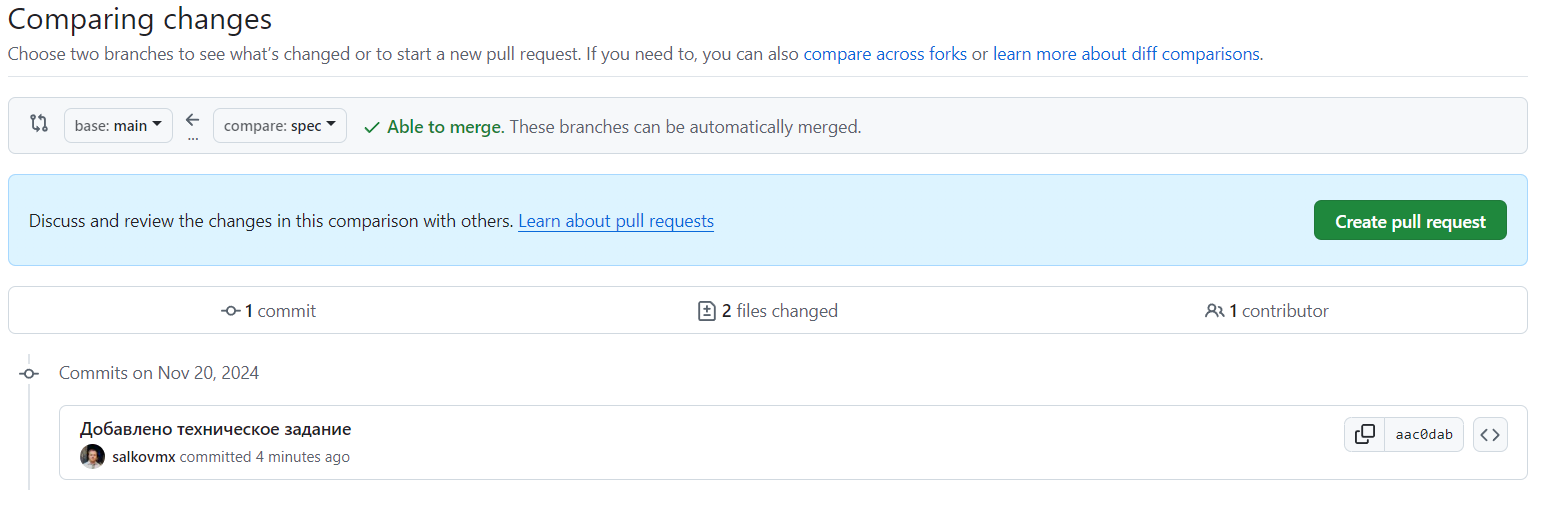 Comparing changes
Choose two branches to see what’s changed or to start a new pull request. If you need to, you can also compare across forks or learn more about diff comparisons.
base: main ... compare: spec Able to merge. These branches can be automatically merged.
Discuss and review the changes in this comparison with others. Learn about pull requests Create pull request
1 commit 2 files changed 1 contributor
Commits on Nov 20, 2024
Добавлено техническое задание
aac0dab
salkovmx committed 4 minutes ago